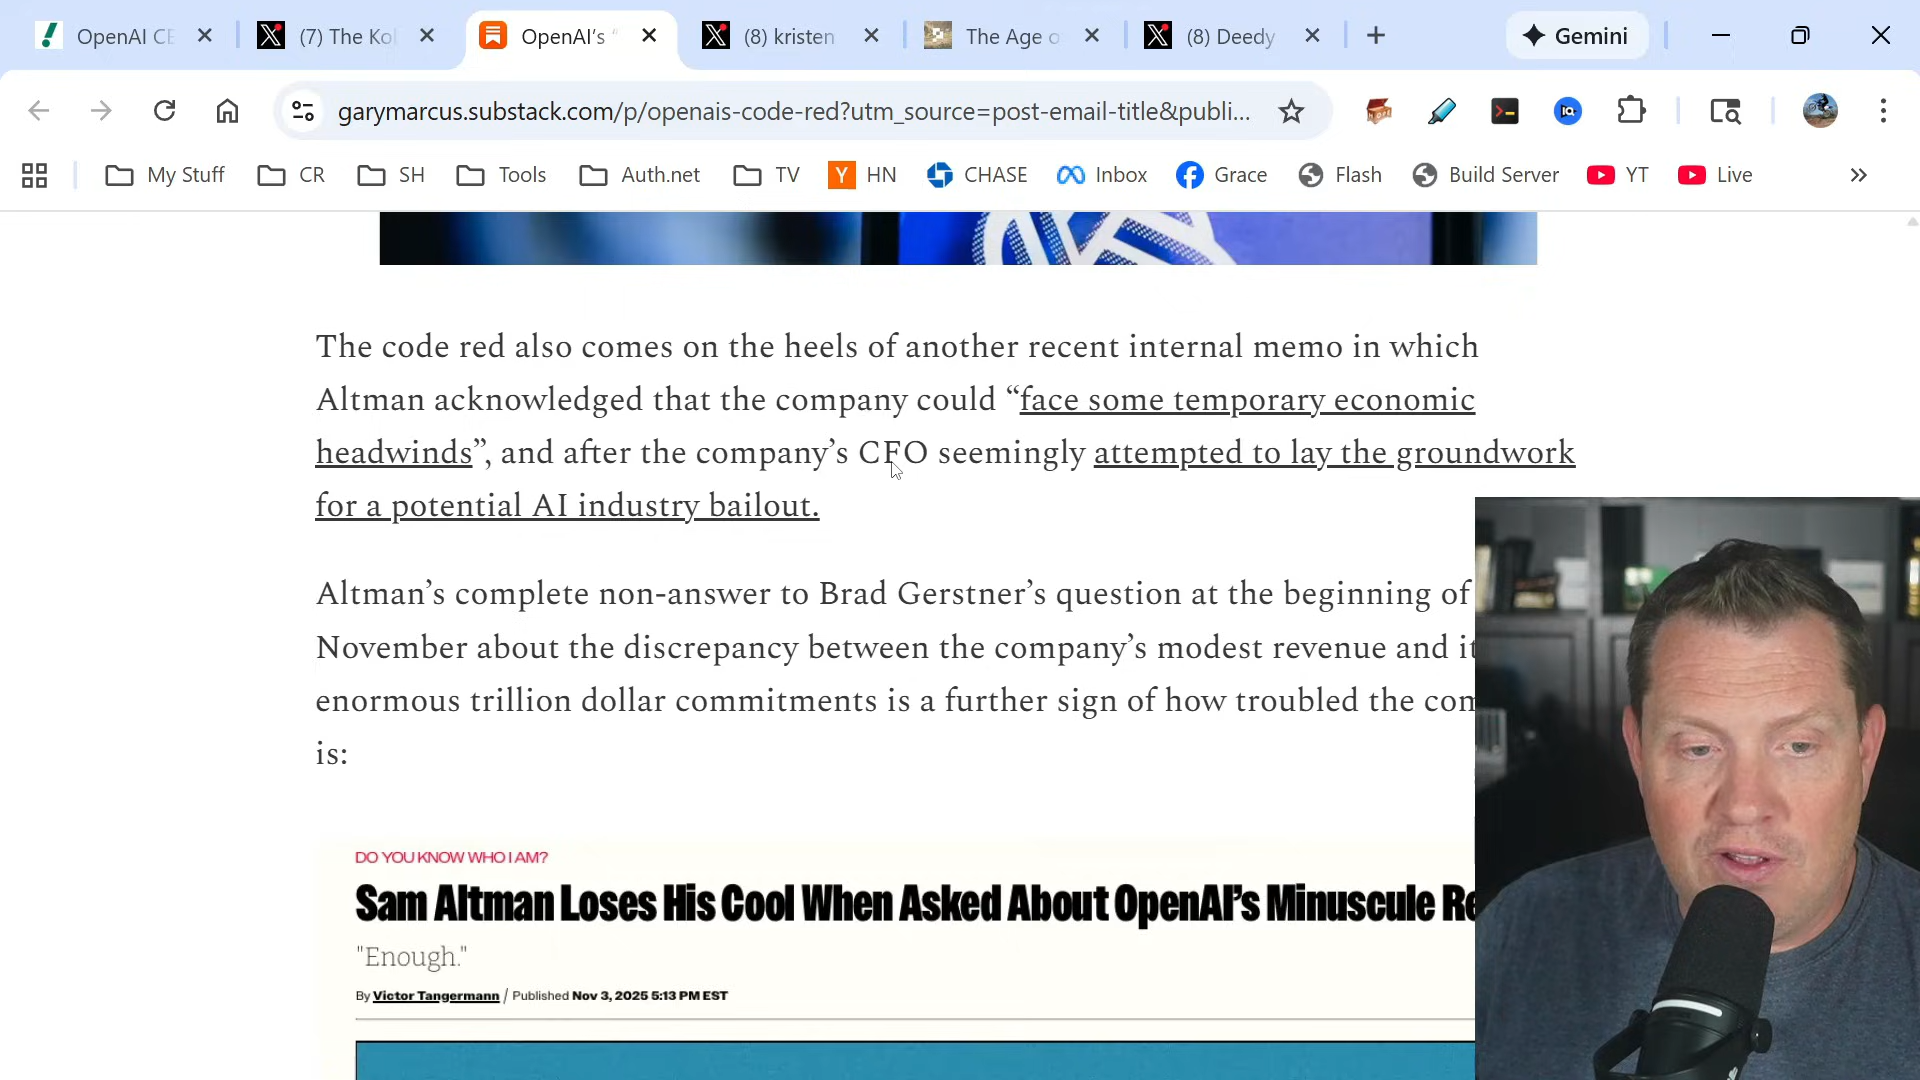 OpenAI CE
(7) The Kol
OpenAI's "
(8) kristen
The Age o
(8) Deedy
Gemini
garymarcus.substack.com/p/openais-code-red?utm_source=post-email-title&publi...
My Stuff
CR
SH
Tools
Auth.net
TV
Y HN
CHASE
Inbox
Grace
Flash
Build Server
YT
Live
»
The code red also comes on the heels of another recent internal memo in which
Altman acknowledged that the company could “face some temporary economic
headwinds”, and after the company’s CFO seemingly attempted to lay the groundwork
for a potential AI industry bailout.
Altman’s complete non-answer to Brad Gerstner’s question at the beginning of
November about the discrepancy between the company’s modest revenue and it
enormous trillion dollar commitments is a further sign of how troubled the com
is:
DO YOU KNOW WHO I AM?
Sam Altman Loses His Cool When Asked About OpenAI’s Minuscule Re
"Enough."
By Victor Tangermann / Published Nov 3, 2025 5:13 PM EST